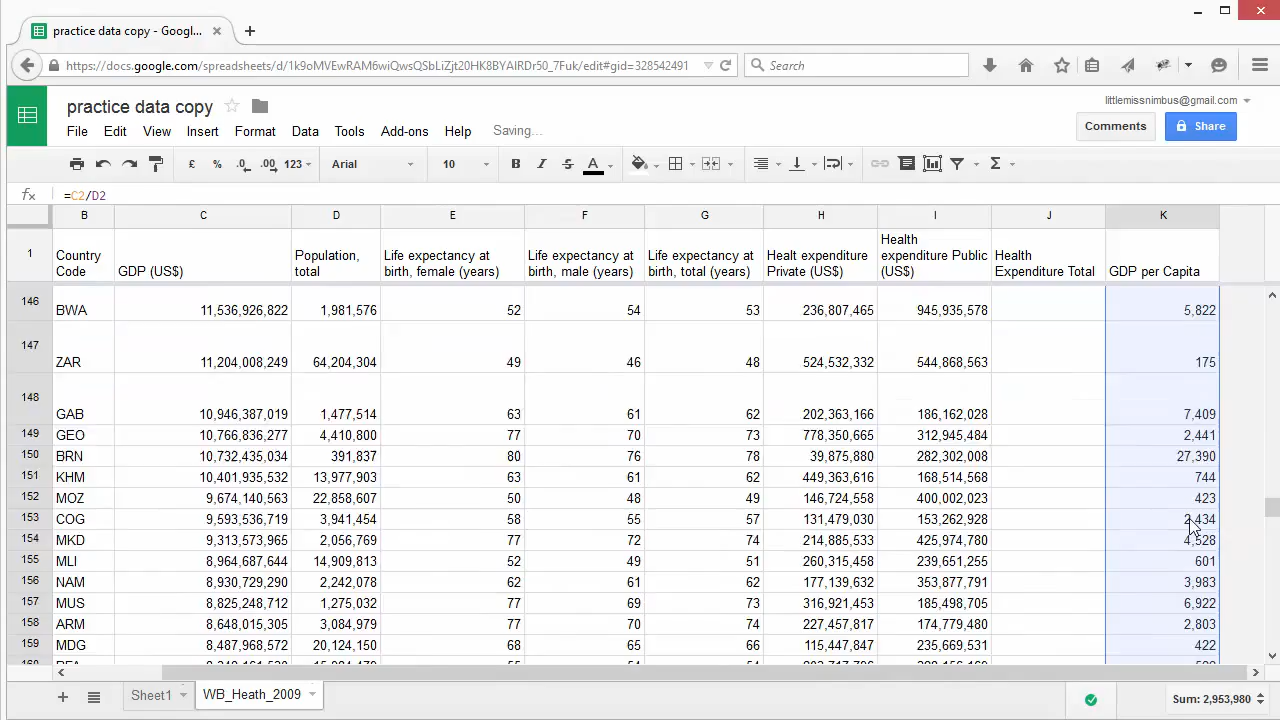 practice data copy - Googl...
https://docs.google.com/spreadsheets/d/1k9oMVEwRAM6wiQwsQSbLiZjt20HK8BYAIRDr50_7Fuk/edit#gid=328542491 Search
practice data copy
littlemissnimbus@gmail.com
File Edit View Insert Format Data Tools Add-ons Help Saving... Comments Share
£ % .0 .00 123 Arial 10 B I S A Σ
fx =C2/D2
B C D E F G H I J K
1 Country Code GDP (US$) Population, total Life expectancy at birth, female (years) Life expectancy at birth, male (years) Life expectancy at birth, total (years) Healt expenditure Private (US$) Health expenditure Public (US$) Health Expenditure Total GDP per Capita
146 BWA 11,536,926,822 1,981,576 52 54 53 236,807,465 945,935,578 5,822
147 ZAR 11,204,008,249 64,204,304 49 46 48 524,532,332 544,868,563 175
148 GAB 10,946,387,019 1,477,514 63 61 62 202,363,166 186,162,028 7,409
149 GEO 10,766,836,277 4,410,800 77 70 73 778,350,665 312,945,484 2,441
150 BRN 10,732,435,034 391,837 80 76 78 39,875,880 282,302,008 27,390
151 KHM 10,401,935,532 13,977,903 63 61 62 449,363,616 168,514,568 744
152 MOZ 9,674,140,563 22,858,607 50 48 49 146,724,558 400,002,023 423
153 COG 9,593,536,719 3,941,454 58 55 57 131,479,030 153,262,928 2,434
154 MKD 9,313,573,965 2,056,769 77 72 74 214,885,533 425,974,780 4,528
155 MLI 8,964,687,644 14,909,813 52 49 51 260,315,458 239,651,255 601
156 NAM 8,930,729,290 2,242,078 62 61 62 177,139,632 353,877,791 3,983
157 MUS 8,825,248,712 1,275,032 77 69 73 316,921,453 185,498,705 6,922
158 ARM 8,648,015,305 3,084,979 77 70 74 227,457,817 174,779,480 2,803
159 MDG 8,487,968,572 20,124,150 68 65 66 115,447,847 235,669,531 422
Sheet1 WB_Heath_2009 Sum: 2,953,980